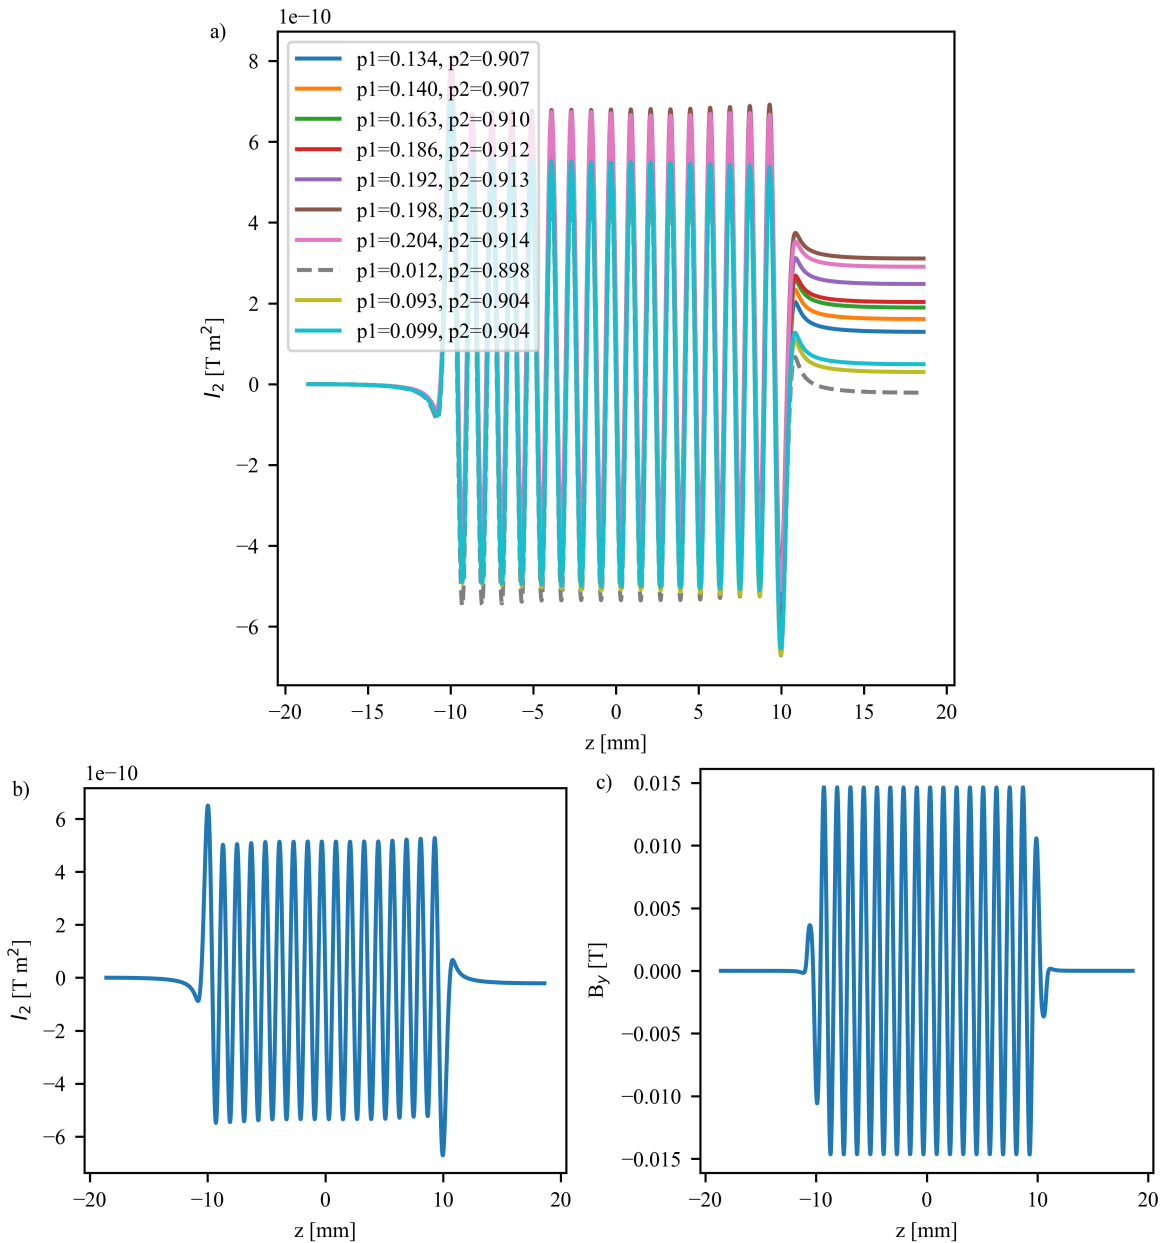 a)
1e−10
p1=0.134, p2=0.907
p1=0.140, p2=0.907
p1=0.163, p2=0.910
p1=0.186, p2=0.912
p1=0.192, p2=0.913
p1=0.198, p2=0.913
p1=0.204, p2=0.914
p1=0.012, p2=0.898
p1=0.093, p2=0.904
p1=0.099, p2=0.904
8
6
4
2
0
−2
−4
−6
I₂ [T m²]
−20 −15 −10 −5 0 5 10 15 20
z [mm]
b)
1e−10
6
4
2
0
−2
−4
−6
I₂ [T m²]
−20 −10 0 10 20
z [mm]
c)
0.015
0.010
0.005
0.000
−0.005
−0.010
−0.015
B_y [T]
−20 −10 0 10 20
z [mm]